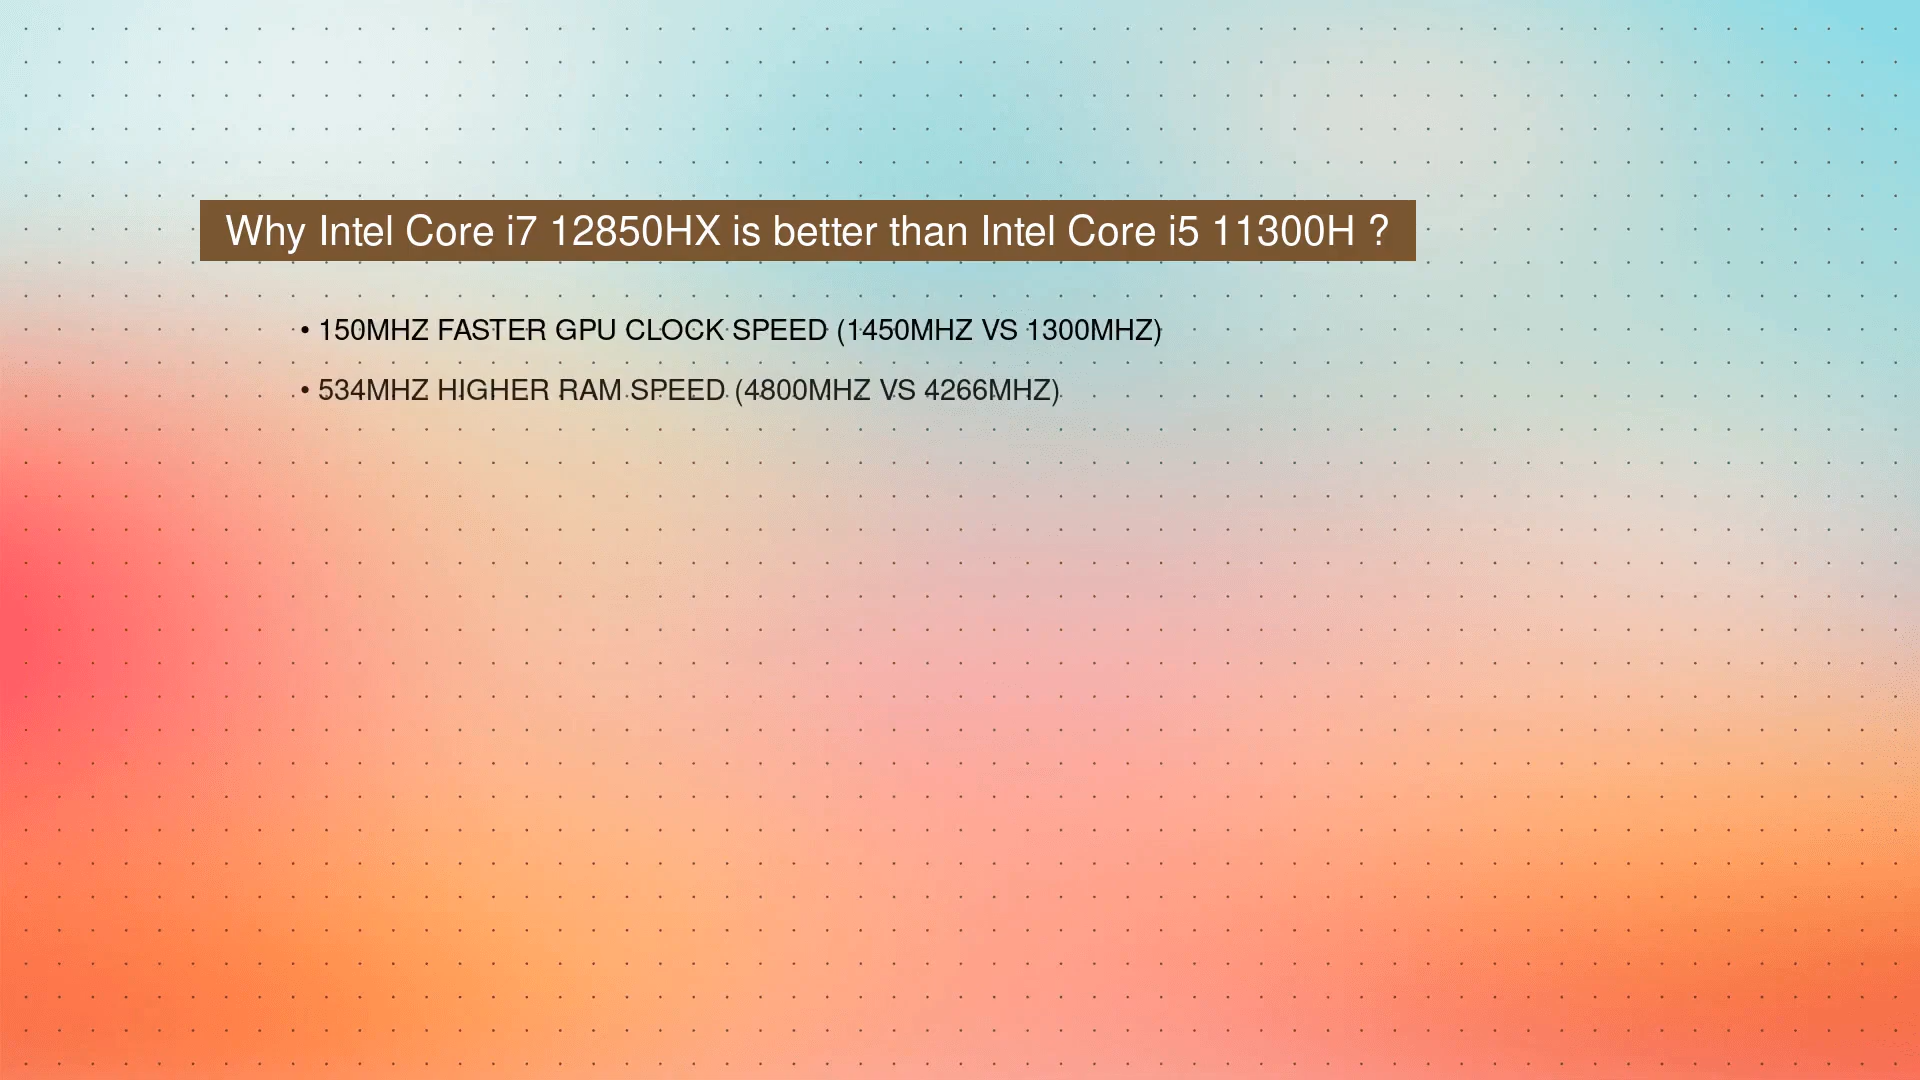 Why Intel Core i7 12850HX is better than Intel Core i5 11300H ?
• 150MHZ FASTER GPU CLOCK SPEED (1450MHZ VS 1300MHZ)
• 534MHZ HIGHER RAM SPEED (4800MHZ VS 4266MHZ)